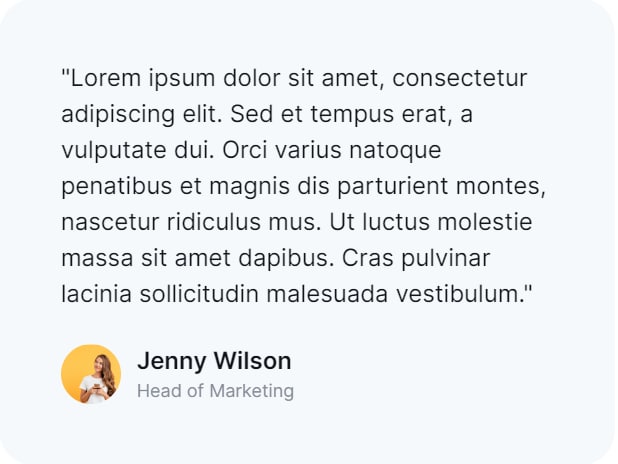 "Lorem ipsum dolor sit amet, consectetur
adipiscing elit. Sed et tempus erat, a
vulputate dui. Orci varius natoque
penatibus et magnis dis parturient montes,
nascetur ridiculus mus. Ut luctus molestie
massa sit amet dapibus. Cras pulvinar
lacinia sollicitudin malesuada vestibulum."
Jenny Wilson
Head of Marketing